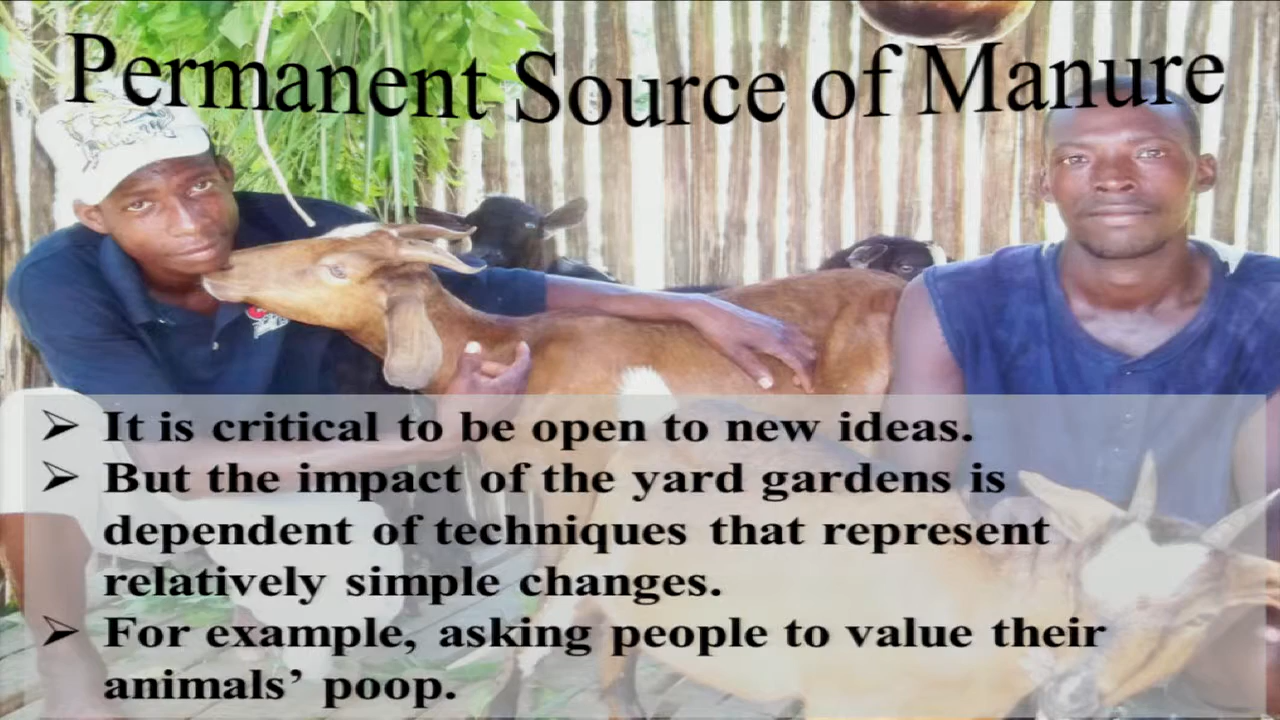 Permanent Source of Manure
➢ It is critical to be open to new ideas.
➢ But the impact of the yard gardens is
dependent of techniques that represent
relatively simple changes.
➢ For example, asking people to value their
animals’ poop.